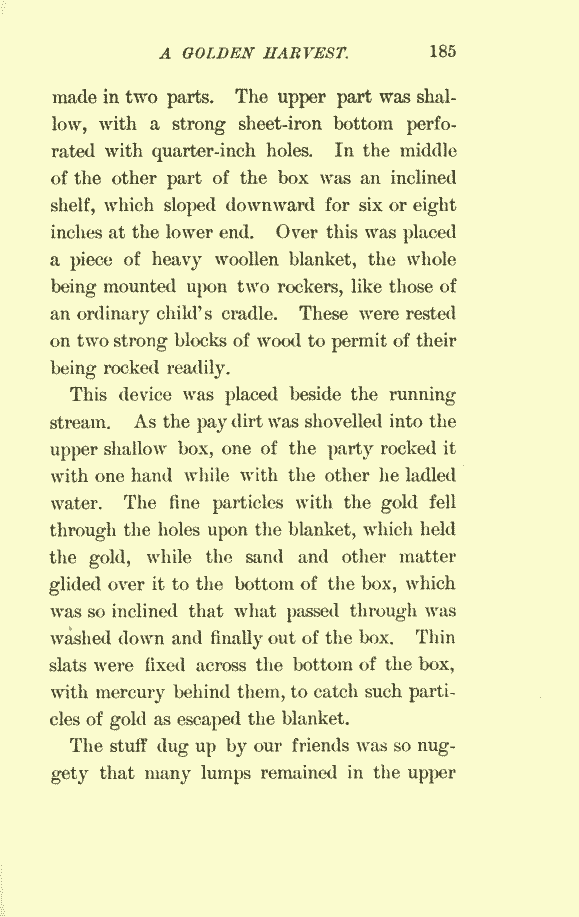 A GOLDEN HARVEST. 185
made in two parts. The upper part was shal-
low, with a strong sheet-iron bottom perfo-
rated with quarter-inch holes. In the middle
of the other part of the box was an inclined
shelf, which sloped downward for six or eight
inches at the lower end. Over this was placed
a piece of heavy woollen blanket, the whole
being mounted upon two rockers, like those of
an ordinary child's cradle. These were rested
on two strong blocks of wood to permit of their
being rocked readily.
This device was placed beside the running
stream. As the pay dirt was shovelled into the
upper shallow box, one of the party rocked it
with one hand while with the other he ladled
water. The fine particles with the gold fell
through the holes upon the blanket, which held
the gold, while the sand and other matter
glided over it to the bottom of the box, which
was so inclined that what passed through was
washed down and finally out of the box. Thin
slats were fixed across the bottom of the box,
with mercury behind them, to catch such parti-
cles of gold as escaped the blanket.
The stuff dug up by our friends was so nug-
gety that many lumps remained in the upper